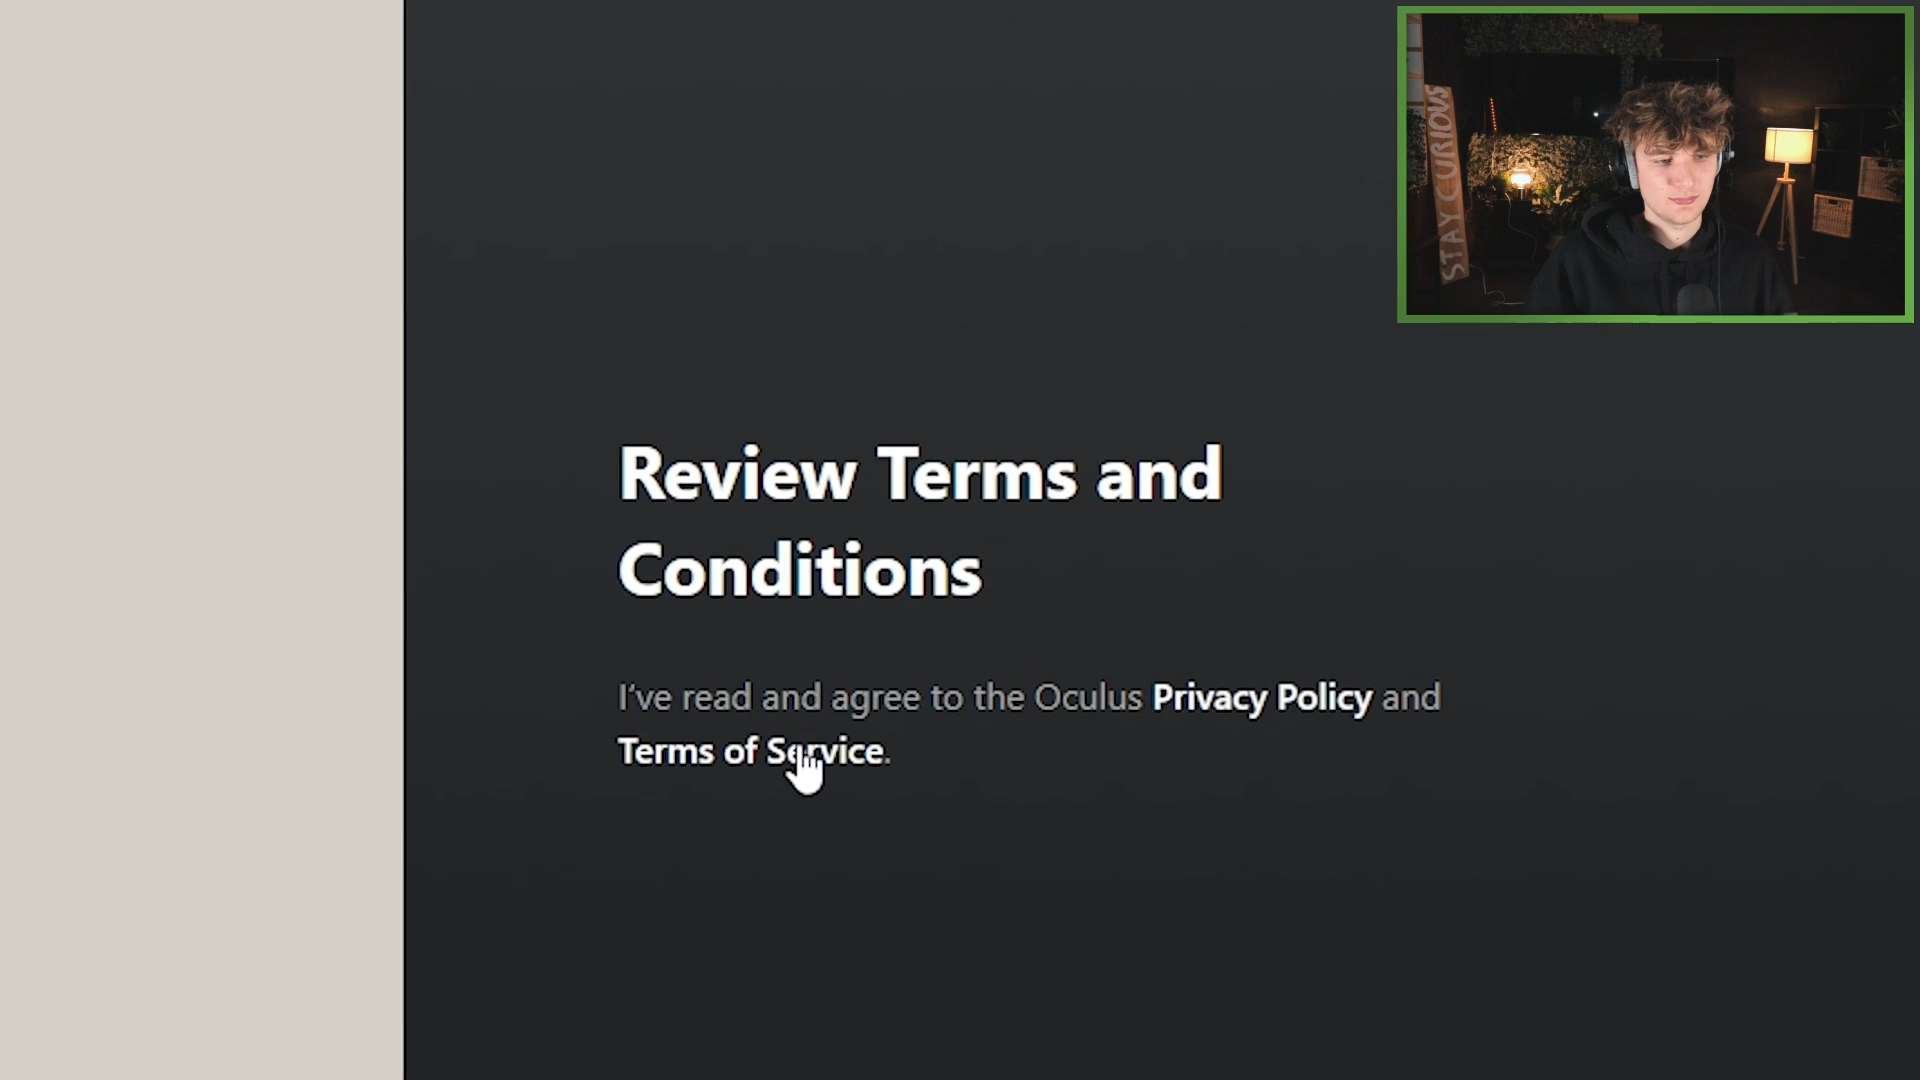 Review Terms and
Conditions
I've read and agree to the Oculus Privacy Policy and
Terms of Service.
STAY CURIOUS